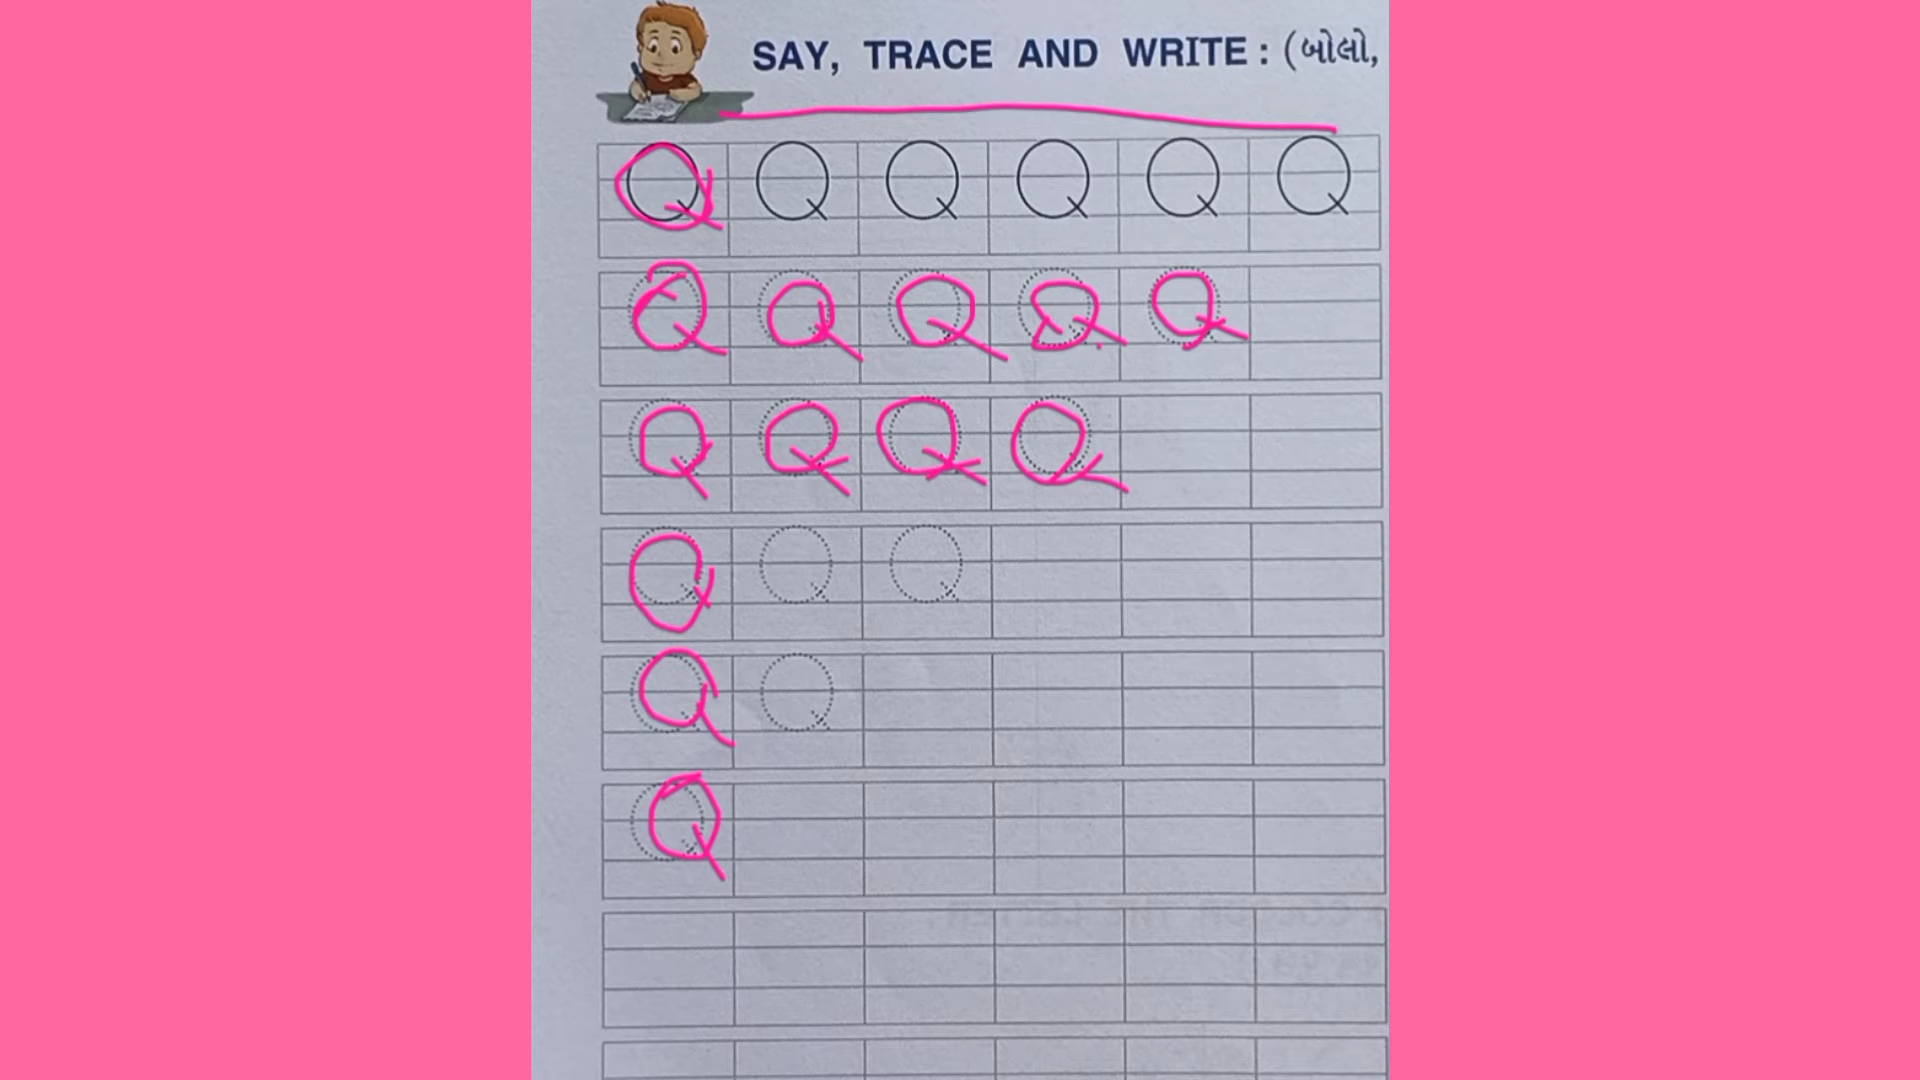 SAY, TRACE AND WRITE : (બોલો,
Q Q Q Q Q Q
Q Q Q Q Q
Q Q Q Q
Q Q Q
Q Q
Q